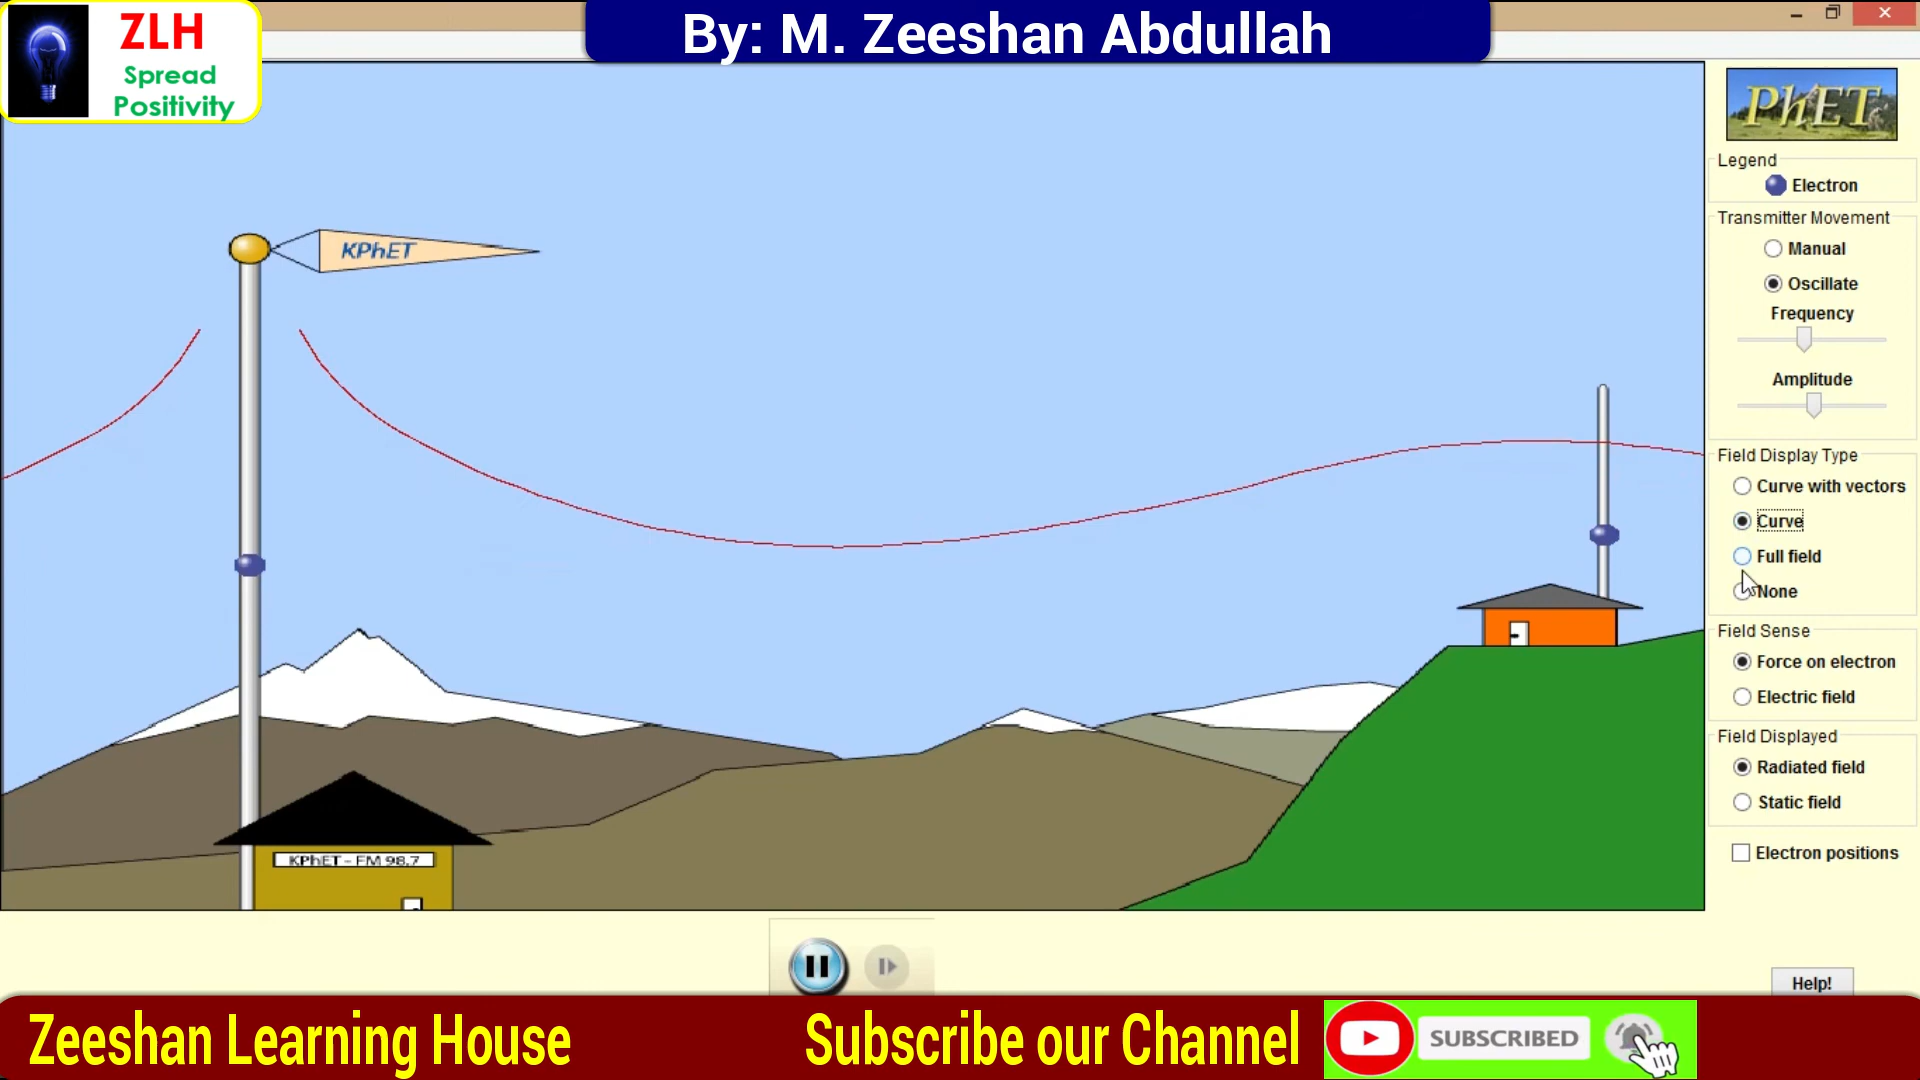 ZLH
Spread
Positivity
By: M. Zeeshan Abdullah
PhET
Legend
Electron
Transmitter Movement
Manual
Oscillate
Frequency
Amplitude
Field Display Type
Curve with vectors
Curve
Full field
None
Field Sense
Force on electron
Electric field
Field Displayed
Radiated field
Static field
Electron positions
Help!
KPhET
KPhET - FM 98.7
Zeeshan Learning House
Subscribe our Channel
SUBSCRIBED